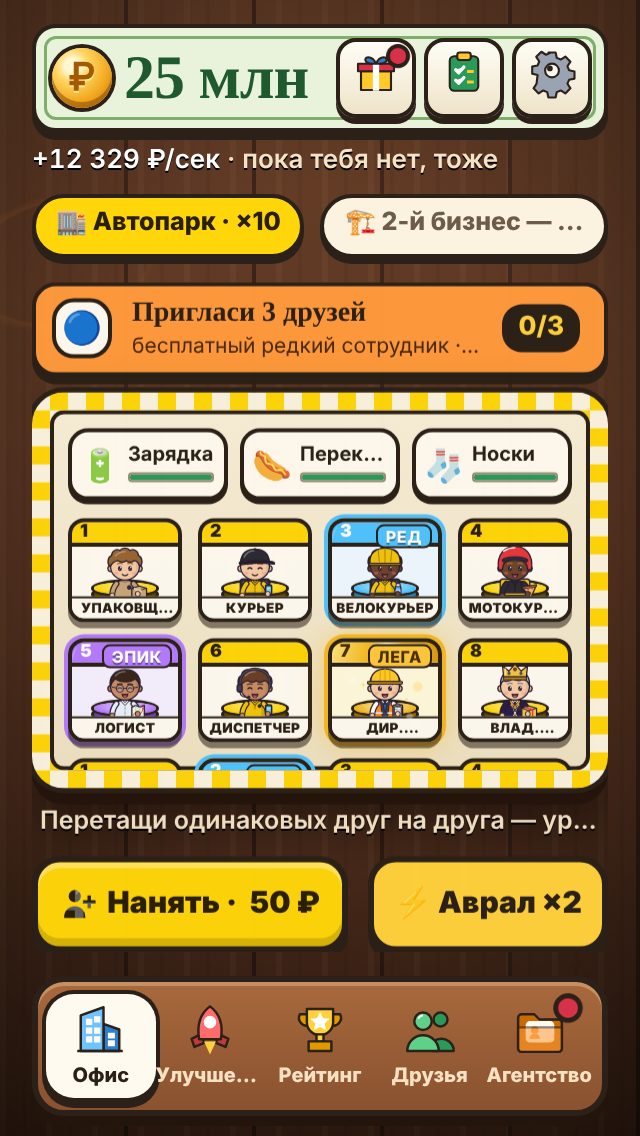 ₽ 25 млн
+12 329 ₽/сек · пока тебя нет, тоже
Автопарк · ×10
2-й бизнес — ...
Пригласи 3 друзей
бесплатный редкий сотрудник ·...
0/3
Зарядка
Перек...
Носки
1
УПАКОВЩ...
2
КУРЬЕР
3 РЕД
ВЕЛОКУРЬЕР
4
МОТОКУР...
5 ЭПИК
ЛОГИСТ
6
ДИСПЕТЧЕР
7 ЛЕГА
ДИР....
8
ВЛАД....
Перетащи одинаковых друг на друга — ур...
Нанять · 50 ₽
Аврал ×2
Офис
Улучше...
Рейтинг
Друзья
Агентство